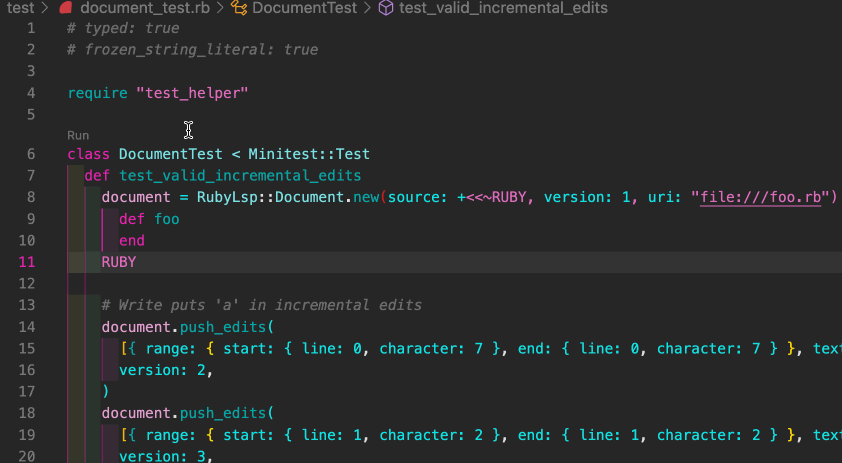 test > document_test.rb > DocumentTest > test_valid_incremental_edits
1 # typed: true
2 # frozen_string_literal: true
3
4 require "test_helper"
5
Run
6 class DocumentTest < Minitest::Test
7 def test_valid_incremental_edits
8 document = RubyLsp::Document.new(source: +<<~RUBY, version: 1, uri: "file:///foo.rb")
9 def foo
10 end
11 RUBY
12
13 # Write puts 'a' in incremental edits
14 document.push_edits(
15 [{ range: { start: { line: 0, character: 7 }, end: { line: 0, character: 7 } }, tex
16 version: 2,
17 )
18 document.push_edits(
19 [{ range: { start: { line: 1, character: 2 }, end: { line: 1, character: 2 } }, tex
20 version: 3,